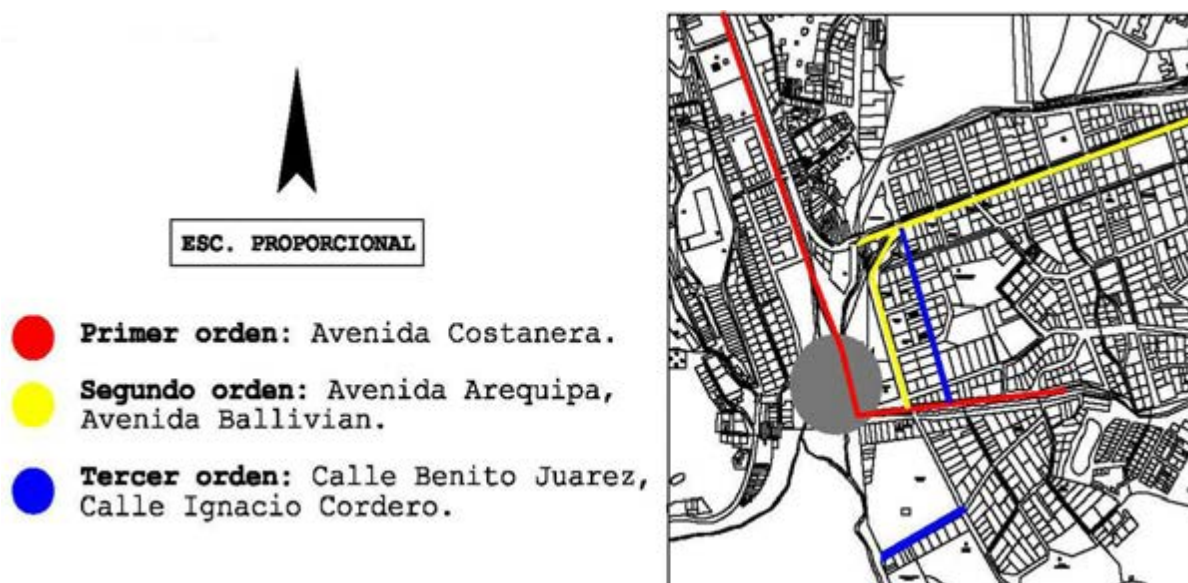 ESC. PROPORCIONAL
Primer orden: Avenida Costanera.
Segundo orden: Avenida Arequipa,
Avenida Ballivian.
Tercer orden: Calle Benito Juarez,
Calle Ignacio Cordero.